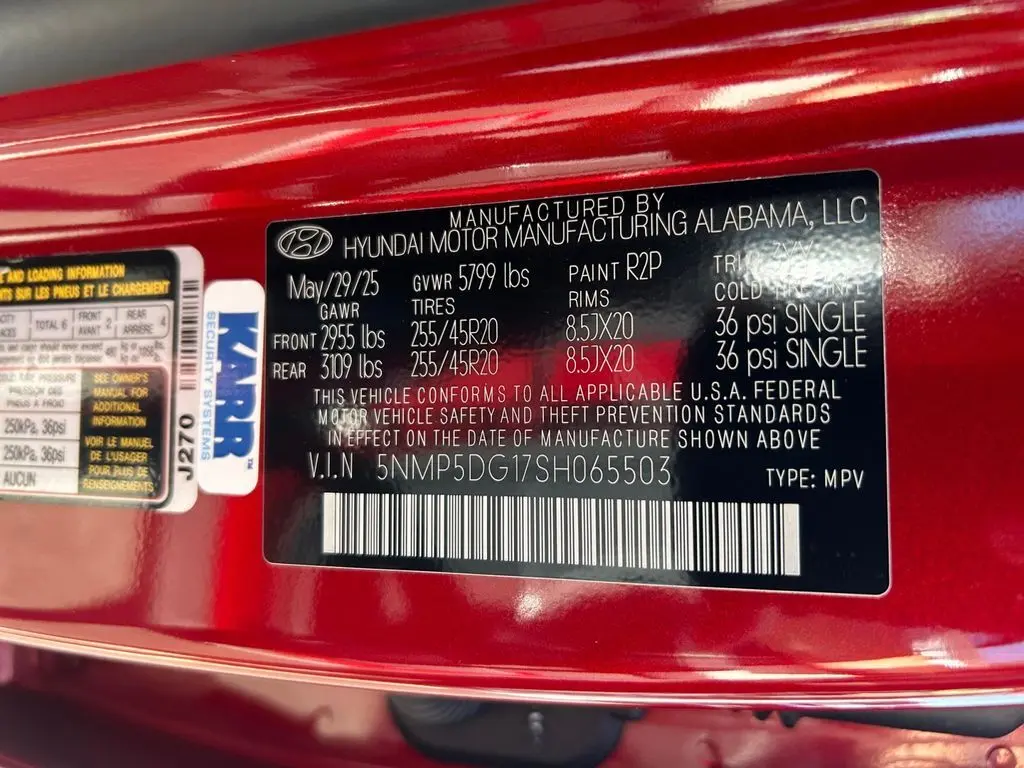 MANUFACTURED BY
HYUNDAI MOTOR MANUFACTURING ALABAMA, LLC
May/29/25 GVWR 5799 lbs PAINT R2P
GAWR TIRES RIMS COLD
FRONT 2955 lbs 255/45R20 8.5JX20 36 psi SINGLE
REAR 3109 lbs 255/45R20 8.5JX20 36 psi SINGLE
THIS VEHICLE CONFORMS TO ALL APPLICABLE U.S.A. FEDERAL
MOTOR VEHICLE SAFETY AND THEFT PREVENTION STANDARDS
IN EFFECT ON THE DATE OF MANUFACTURE SHOWN ABOVE
V.I.N 5NMP5DG17SH065503 TYPE: MPV
KARR™
SECURITY SYSTEMS
J270
AND LOADING INFORMATION
SUR LES PNEUS ET LE CHARGEMENT
TOTAL 6
FRONT AVANT 2
REAR ARRIÈRE 4
250kPa, 36psi
250kPa, 36psi
AUCUN
SEE OWNER'S
MANUAL FOR
ADDITIONAL
INFORMATION
VOIR LE MANUEL
DE L'USAGER
POUR PLUS DE
RENSEIGNEMENTS